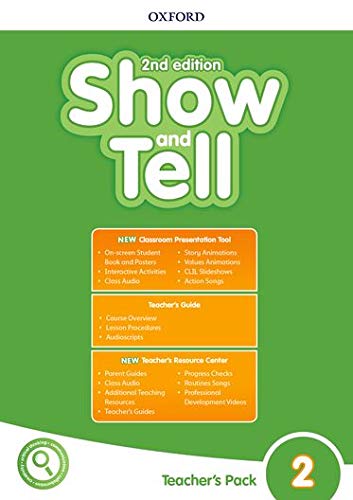 OXFORD
2nd edition
Show
and
Tell
NEW Classroom Presentation Tool
• On-screen Student Book and Posters
• Interactive Activities
• Class Audio
• Story Animations
• Values Animations
• CLIL Slideshows
• Action Songs
Teacher's Guide
• Course Overview
• Lesson Procedures
• Audioscripts
NEW Teacher's Resource Center
• Parent Guides
• Class Audio
• Additional Teaching Resources
• Teacher's Guides
• Progress Checks
• Routines Songs
• Professional Development Videos
Teacher's Pack 2